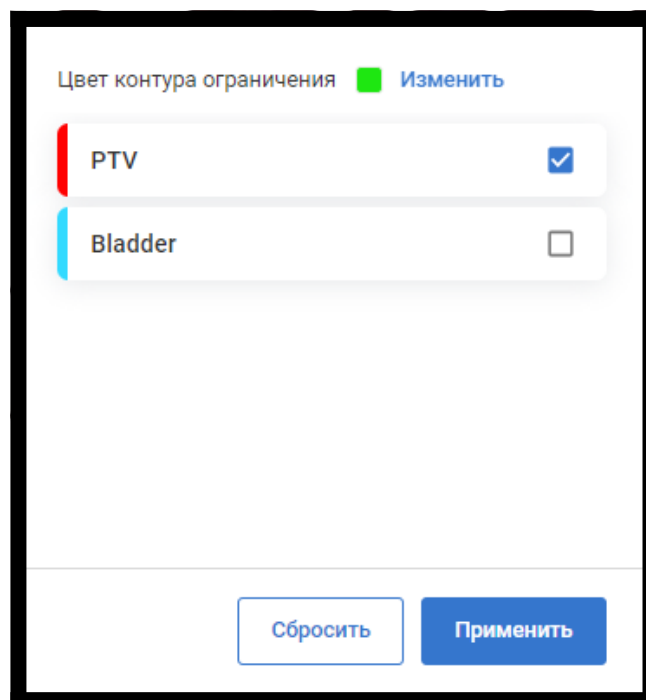 Цвет контура ограничения Изменить
PTV
Bladder
Сбросить Применить